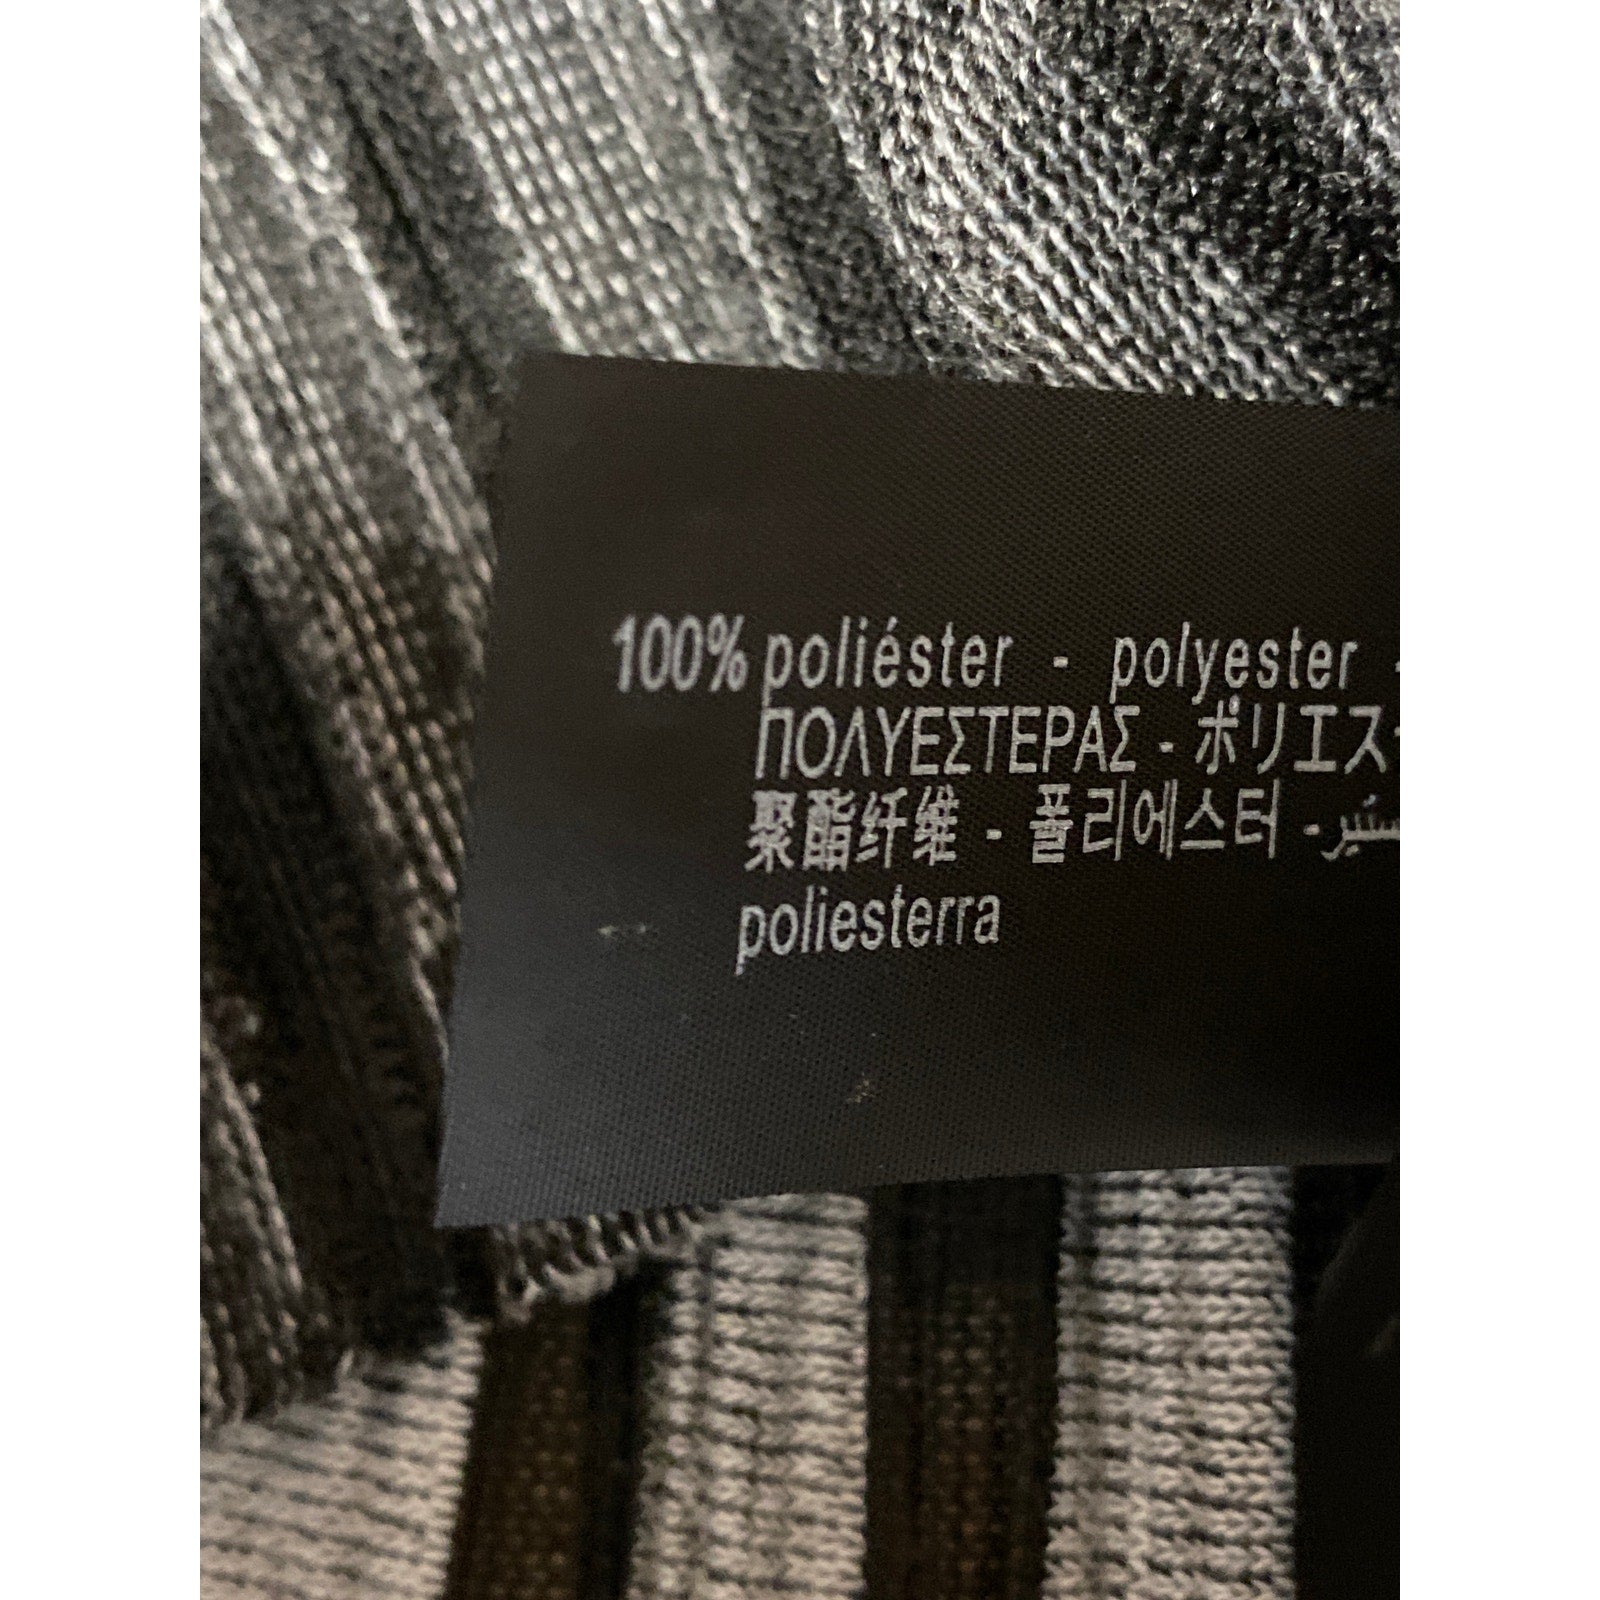 100% poliéster - polyester -
ΠΟΛΥΕΣΤΕΡΑΣ - ポリエス
聚酯纤维 - 폴리에스터 -
poliesterra